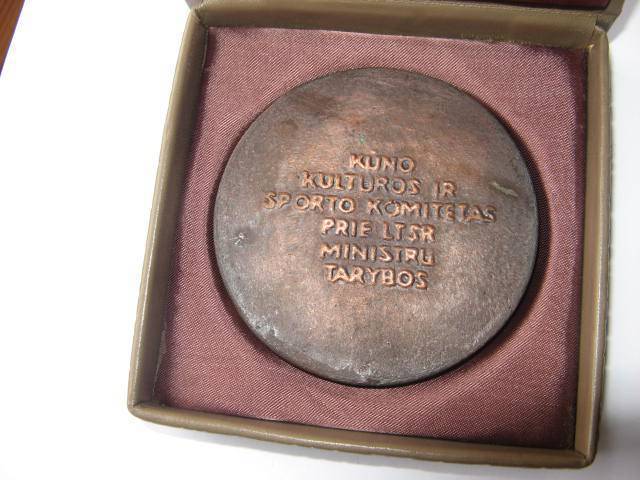 KŪNO
KULTŪROS IR
SPORTO KOMITETAS
PRIE LTSR
MINISTRŲ
TARYBOS